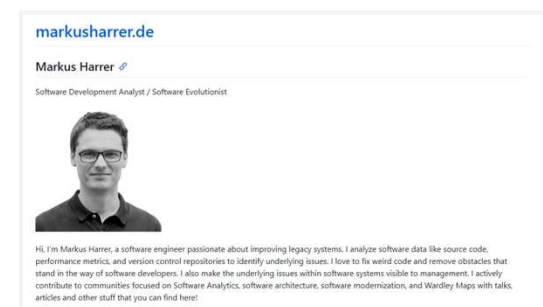 markusharrer.de
Markus Harrer
Software Development Analyst / Software Evolutionist
Hi, I'm Markus Harrer, a software engineer passionate about improving legacy systems. I analyze software data like source code,
performance metrics, and version control repositories to identify underlying issues. I love to fix weird code and remove obstacles that
stand in the way of software developers. I also make the underlying issues within software systems visible to management. I actively
contribute to communities focused on Software Analytics, software architecture, software modernization, and Wardley Maps with talks,
articles and other stuff that you can find here!